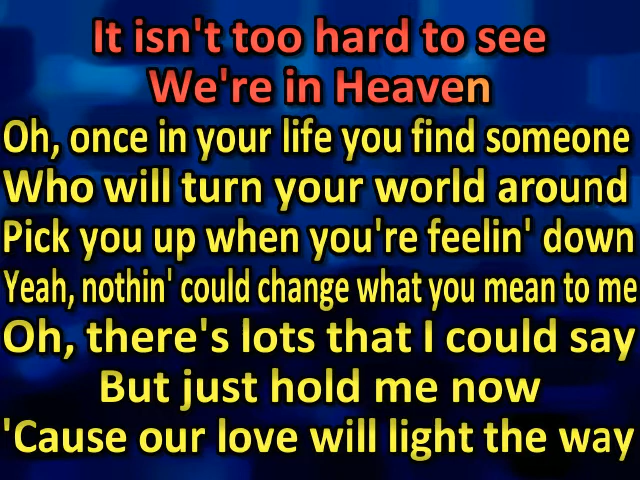 It isn't too hard to see
We're in Heaven
Oh, once in your life you find someone
Who will turn your world around
Pick you up when you're feelin' down
Yeah, nothin' could change what you mean to me
Oh, there's lots that I could say
But just hold me now
'Cause our love will light the way